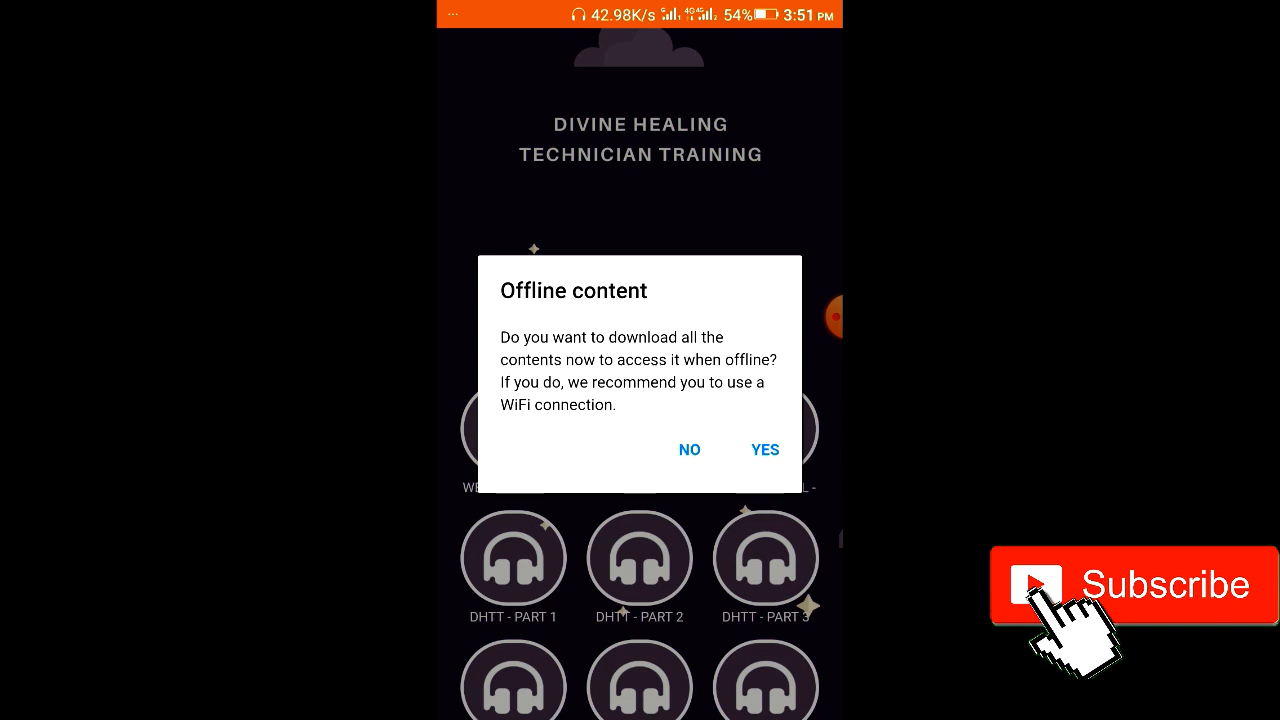 ... 42.98K/s 54% 3:51 PM
DIVINE HEALING
TECHNICIAN TRAINING
Offline content
Do you want to download all the
contents now to access it when offline?
If you do, we recommend you to use a
WiFi connection.
NO YES
DHTT - PART 1 DHTT - PART 2 DHTT - PART 3
Subscribe